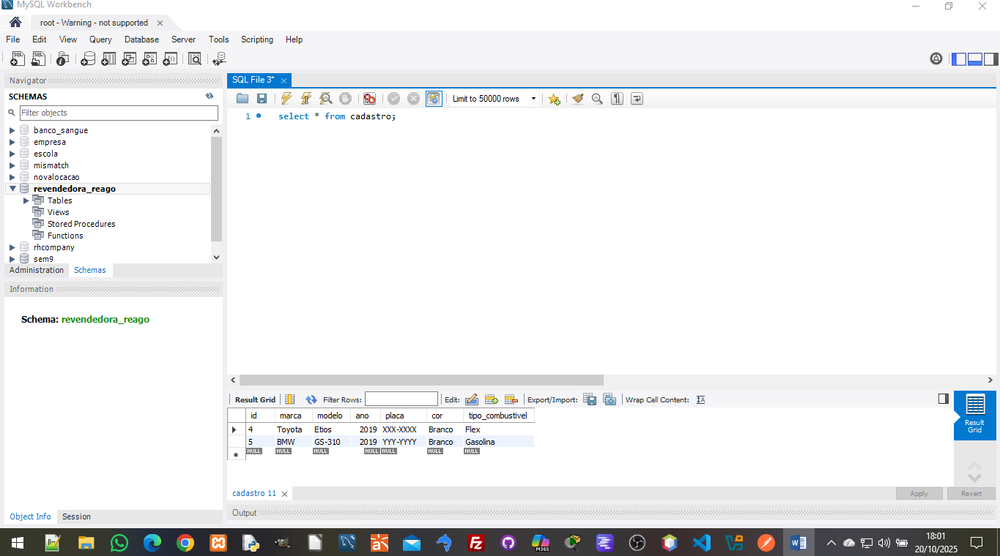 MySQL Workbench
root - Warning - not supported
File Edit View Query Database Server Tools Scripting Help
Navigator
SCHEMAS
Filter objects
banco_sangue
empresa
escola
mismatch
novalocacao
revendedora_reago
Tables
Views
Stored Procedures
Functions
rhcompany
sem9
Administration Schemas
Information
Schema: revendedora_reago
Object Info Session
SQL File 3*
Limit to 50000 rows
1 select * from cadastro;
Result Grid Filter Rows: Edit: Export/Import: Wrap Cell Content:
id marca modelo ano placa cor tipo_combustivel
4 Toyota Etios 2019 XXX-XXXX Branco Flex
5 BMW GS-310 2019 YYY-YYYY Branco Gasolina
NULL NULL NULL NULL NULL NULL NULL
Result
Grid
cadastro 11
Apply Revert
Output
18:01
20/10/2025